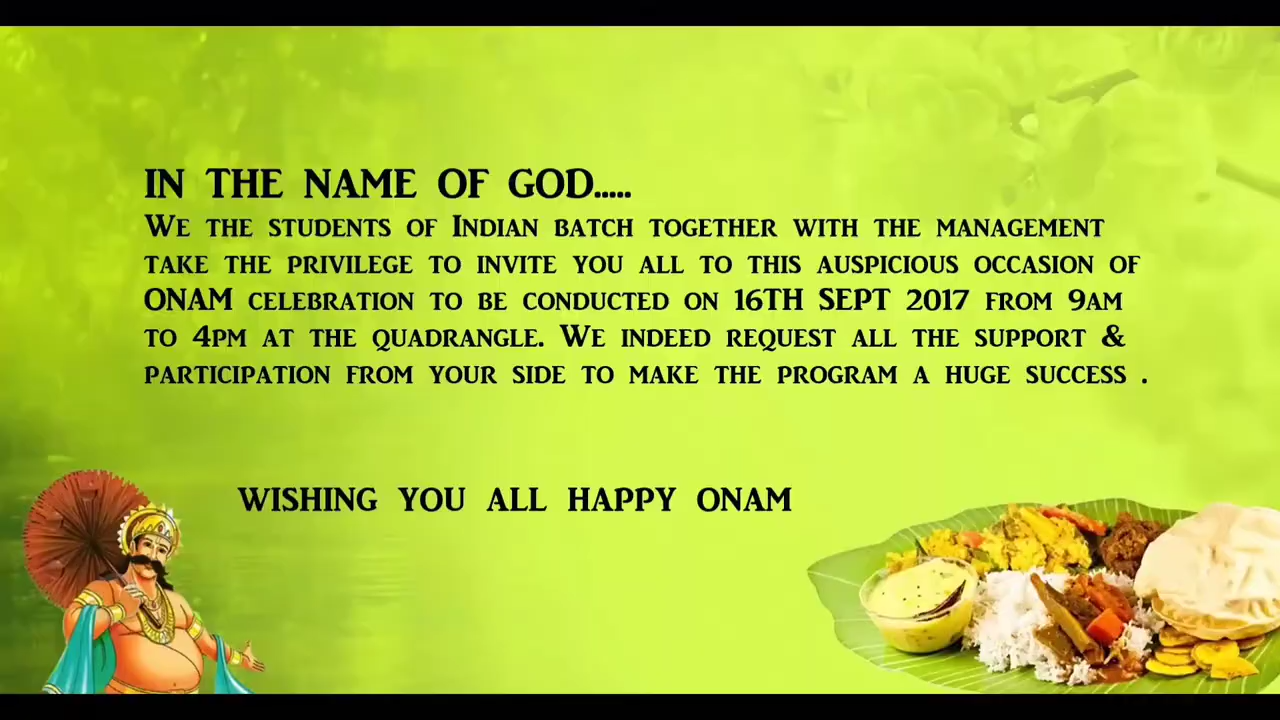 IN THE NAME OF GOD.....
WE THE STUDENTS OF INDIAN BATCH TOGETHER WITH THE MANAGEMENT
TAKE THE PRIVILEGE TO INVITE YOU ALL TO THIS AUSPICIOUS OCCASION OF
ONAM CELEBRATION TO BE CONDUCTED ON 16TH SEPT 2017 FROM 9AM
TO 4PM AT THE QUADRANGLE. WE INDEED REQUEST ALL THE SUPPORT &
PARTICIPATION FROM YOUR SIDE TO MAKE THE PROGRAM A HUGE SUCCESS .
WISHING YOU ALL HAPPY ONAM